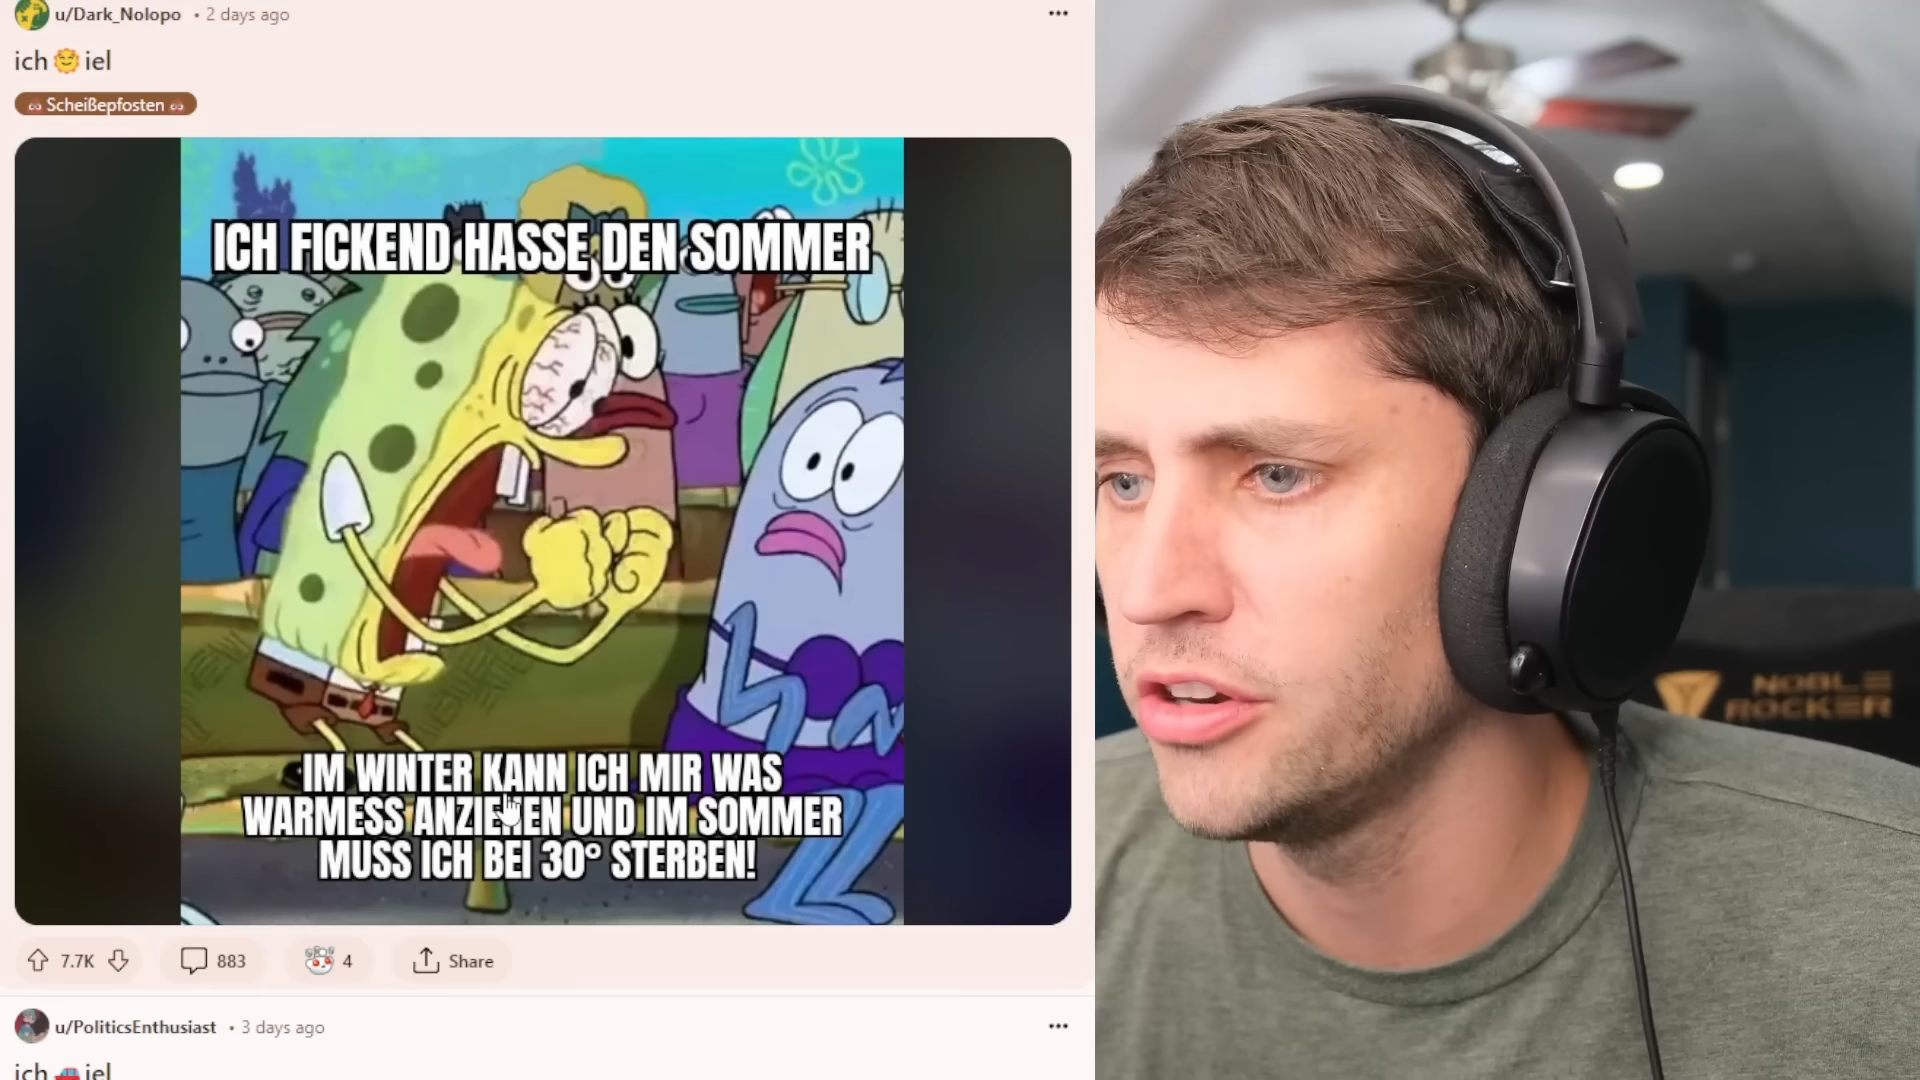 u/Dark_Nolopo • 2 days ago
ich 🌞 iel
Scheißepfosten
ICH FICKEND HASSE DEN SOMMER
IM WINTER KANN ICH MIR WAS
WARMESS ANZIEHEN UND IM SOMMER
MUSS ICH BEI 30° STERBEN!
7.7K
883
4
Share
u/PoliticsEnthusiast • 3 days ago
ich 🚗 iel
NOBLE
ROCKER